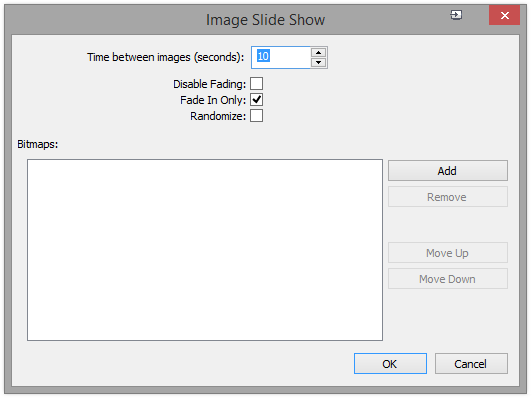 Image Slide Show
Time between images (seconds): 10
Disable Fading:
Fade In Only:
Randomize:
Bitmaps:
Add
Remove
Move Up
Move Down
OK Cancel